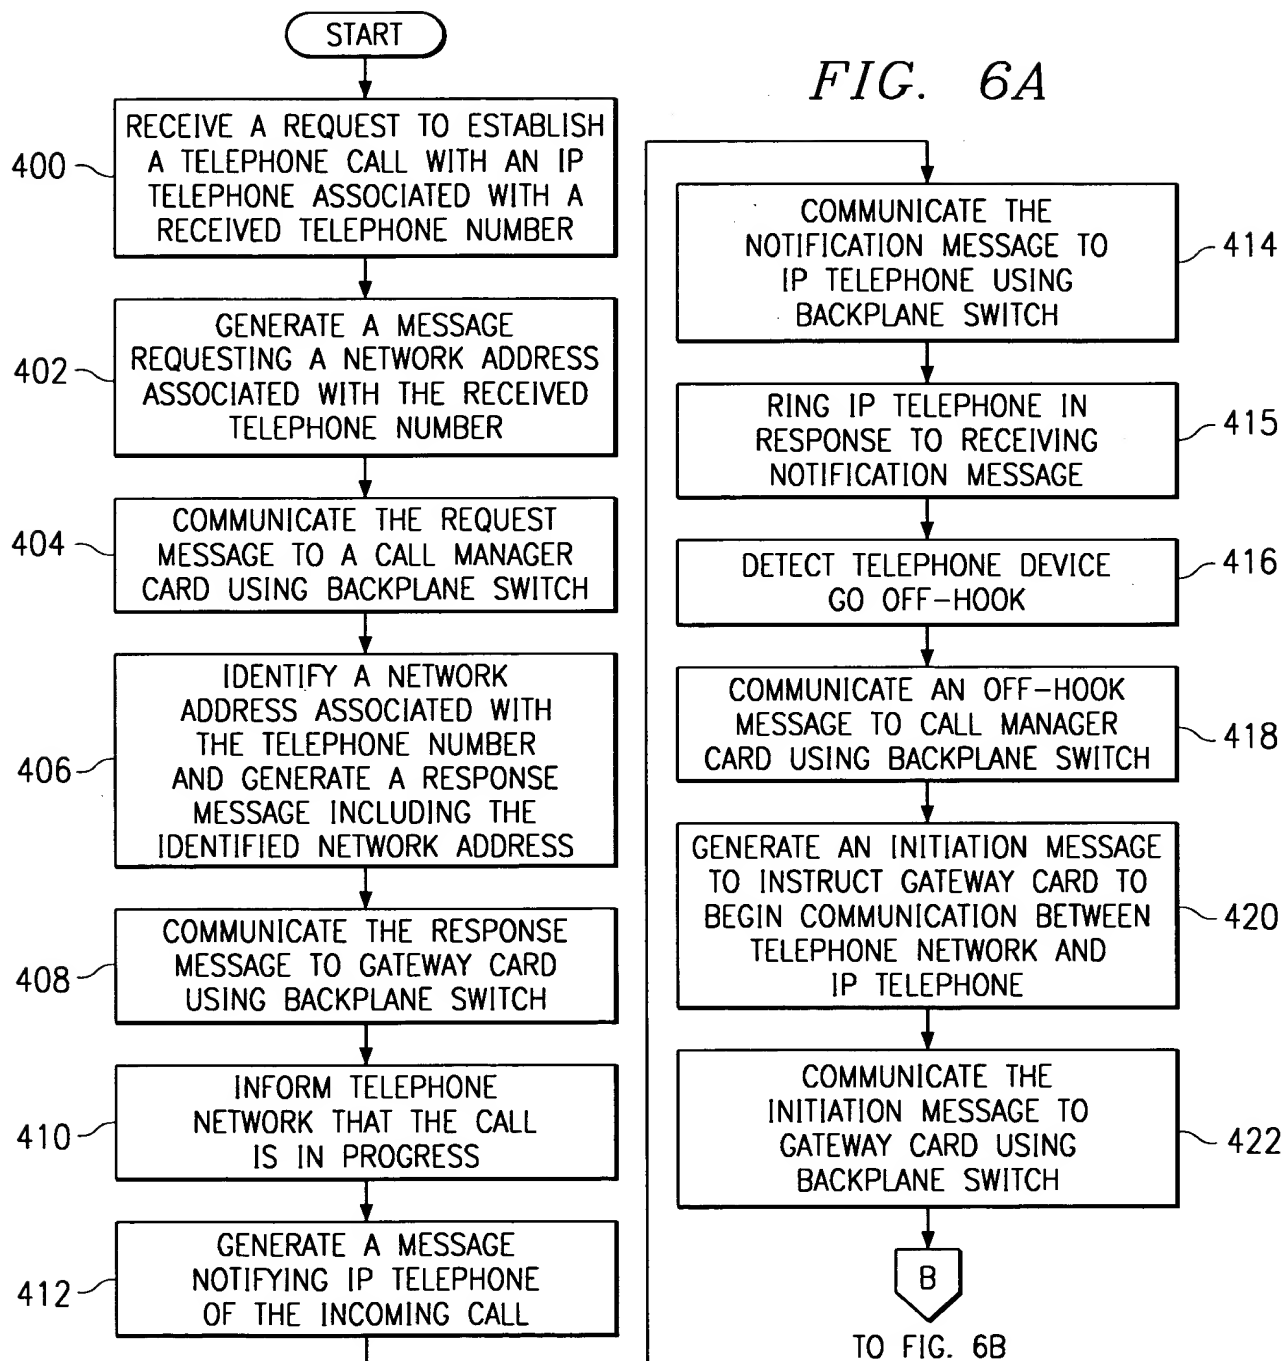 START
FIG. 6A
400
RECEIVE A REQUEST TO ESTABLISH
A TELEPHONE CALL WITH AN IP
TELEPHONE ASSOCIATED WITH A
RECEIVED TELEPHONE NUMBER
402
GENERATE A MESSAGE
REQUESTING A NETWORK ADDRESS
ASSOCIATED WITH THE RECEIVED
TELEPHONE NUMBER
404
COMMUNICATE THE REQUEST
MESSAGE TO A CALL MANAGER
CARD USING BACKPLANE SWITCH
406
IDENTIFY A NETWORK
ADDRESS ASSOCIATED WITH
THE TELEPHONE NUMBER
AND GENERATE A RESPONSE
MESSAGE INCLUDING THE
IDENTIFIED NETWORK ADDRESS
408
COMMUNICATE THE RESPONSE
MESSAGE TO GATEWAY CARD
USING BACKPLANE SWITCH
410
INFORM TELEPHONE
NETWORK THAT THE CALL
IS IN PROGRESS
412
GENERATE A MESSAGE
NOTIFYING IP TELEPHONE
OF THE INCOMING CALL
COMMUNICATE THE
NOTIFICATION MESSAGE TO
IP TELEPHONE USING
BACKPLANE SWITCH
414
RING IP TELEPHONE IN
RESPONSE TO RECEIVING
NOTIFICATION MESSAGE
415
DETECT TELEPHONE DEVICE
GO OFF-HOOK
416
COMMUNICATE AN OFF-HOOK
MESSAGE TO CALL MANAGER
CARD USING BACKPLANE SWITCH
418
GENERATE AN INITIATION MESSAGE
TO INSTRUCT GATEWAY CARD TO
BEGIN COMMUNICATION BETWEEN
TELEPHONE NETWORK AND
IP TELEPHONE
420
COMMUNICATE THE
INITIATION MESSAGE TO
GATEWAY CARD USING
BACKPLANE SWITCH
422
B
TO FIG. 6B